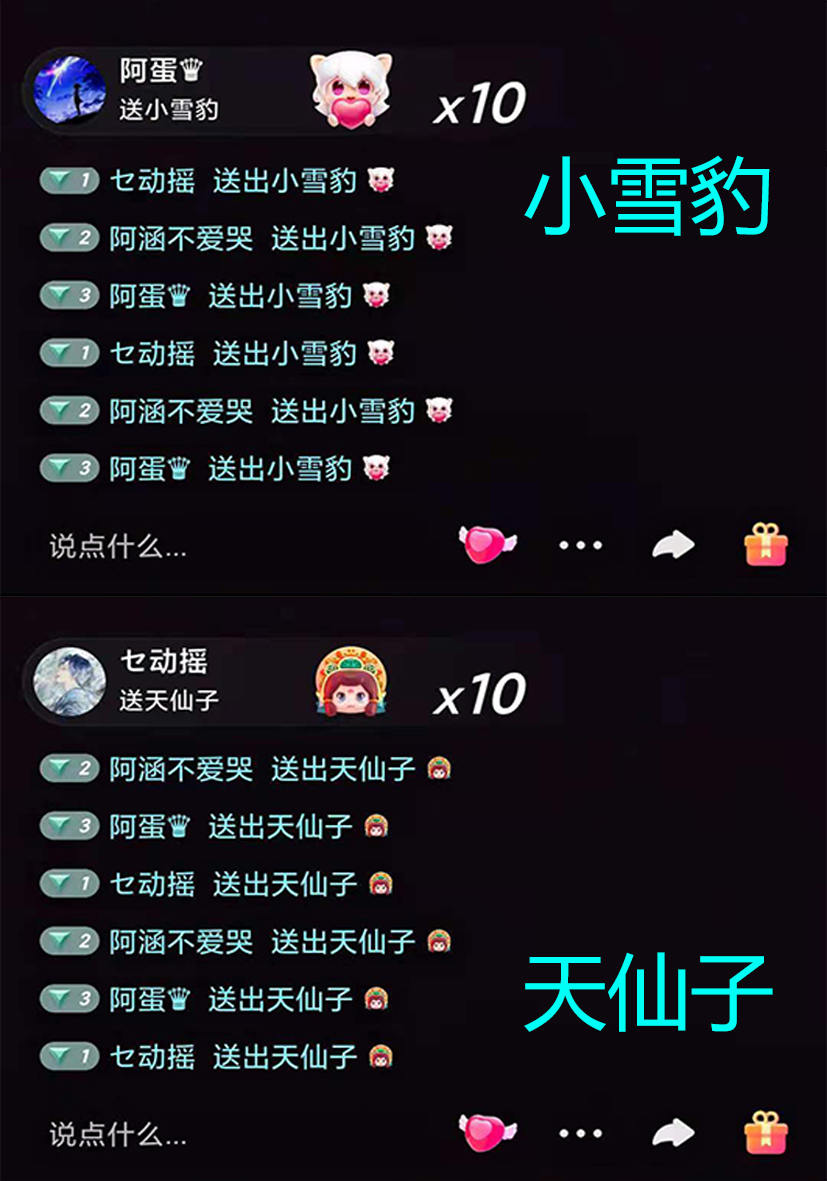 阿蛋♛
送小雪豹
x10
1 セ动摇 送出小雪豹
小雪豹
2 阿涵不爱哭 送出小雪豹
3 阿蛋♛ 送出小雪豹
1 セ动摇 送出小雪豹
2 阿涵不爱哭 送出小雪豹
3 阿蛋♛ 送出小雪豹
说点什么...
セ动摇
送天仙子
x10
2 阿涵不爱哭 送出天仙子
3 阿蛋♛ 送出天仙子
1 セ动摇 送出天仙子
2 阿涵不爱哭 送出天仙子
天仙子
3 阿蛋♛ 送出天仙子
1 セ动摇 送出天仙子
说点什么...